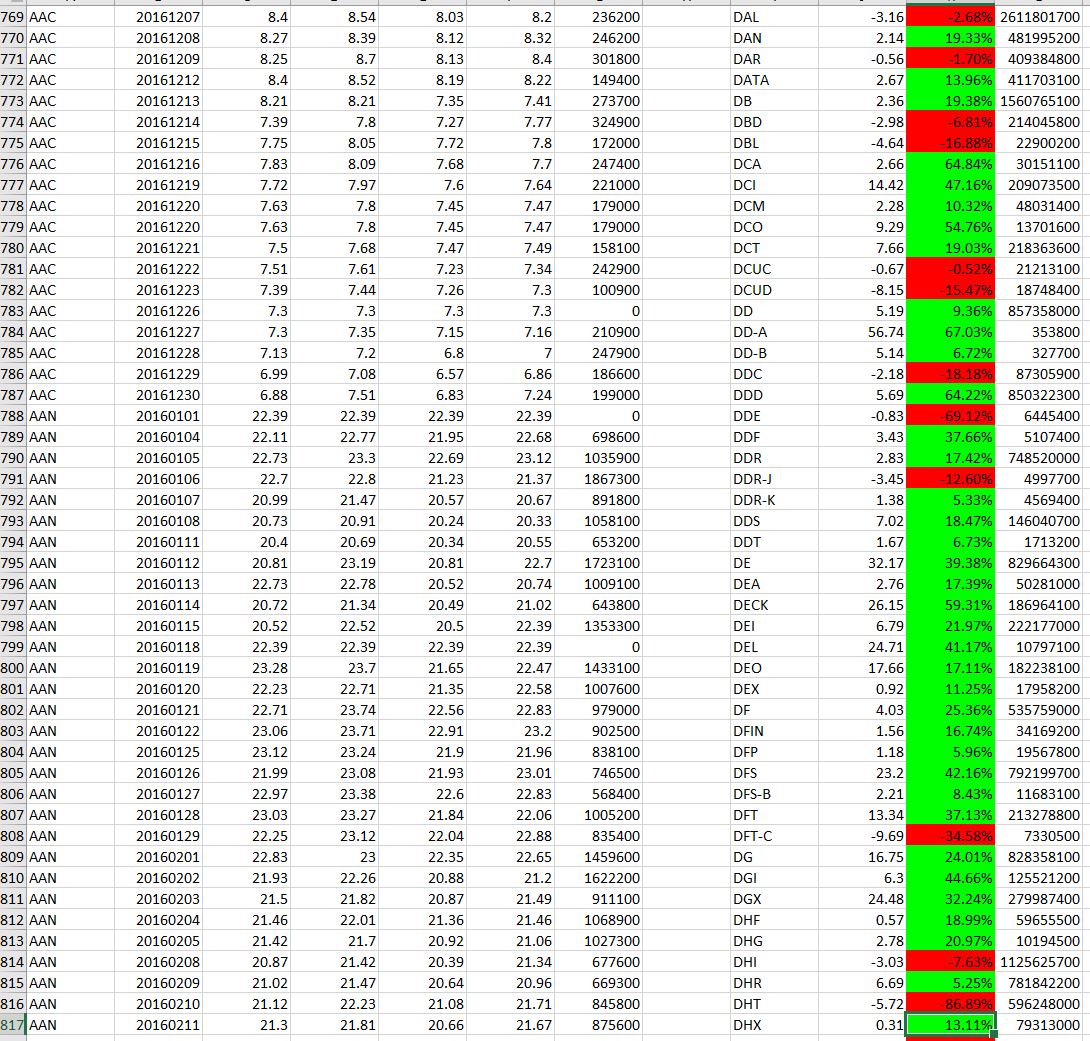 769 AAC 20161207 8.4 8.54 8.03 8.2 236200 DAL -3.16 -2.68% 2611801700
770 AAC 20161208 8.27 8.39 8.12 8.32 246200 DAN 2.14 19.33% 481995200
771 AAC 20161209 8.25 8.7 8.13 8.4 301800 DAR -0.56 -1.70% 409384800
772 AAC 20161212 8.4 8.52 8.19 8.22 149400 DATA 2.67 13.96% 411703100
773 AAC 20161213 8.21 8.21 7.35 7.41 273700 DB 2.36 19.38% 1560765100
774 AAC 20161214 7.39 7.8 7.27 7.77 324900 DBD -2.98 -6.81% 214045800
775 AAC 20161215 7.75 8.05 7.72 7.8 172000 DBL -4.64 -16.88% 22900200
776 AAC 20161216 7.83 8.09 7.68 7.7 247400 DCA 2.66 64.84% 30151100
777 AAC 20161219 7.72 7.97 7.6 7.64 221000 DCI 14.42 47.16% 209073500
778 AAC 20161220 7.63 7.8 7.45 7.47 179000 DCM 2.28 10.32% 48031400
779 AAC 20161220 7.63 7.8 7.45 7.47 179000 DCO 9.29 54.76% 13701600
780 AAC 20161221 7.5 7.68 7.47 7.49 158100 DCT 7.66 19.03% 218363600
781 AAC 20161222 7.51 7.61 7.23 7.34 242900 DCUC -0.67 -0.52% 21213100
782 AAC 20161223 7.39 7.44 7.26 7.3 100900 DCUD -8.15 -15.47% 18748400
783 AAC 20161226 7.3 7.3 7.3 7.3 0 DD 5.19 9.36% 857358000
784 AAC 20161227 7.3 7.35 7.15 7.16 210900 DD-A 56.74 67.03% 353800
785 AAC 20161228 7.13 7.2 6.8 7 247900 DD-B 5.14 6.72% 327700
786 AAC 20161229 6.99 7.08 6.57 6.86 186600 DDC -2.18 -18.18% 87305900
787 AAC 20161230 6.88 7.51 6.83 7.24 199000 DDD 5.69 64.22% 850322300
788 AAN 20160101 22.39 22.39 22.39 22.39 0 DDE -0.83 -69.12% 6445400
789 AAN 20160104 22.11 22.77 21.95 22.68 698600 DDF 3.43 37.66% 5107400
790 AAN 20160105 22.73 23.3 22.69 23.12 1035900 DDR 2.83 17.42% 748520000
791 AAN 20160106 22.7 22.8 21.23 21.37 1867300 DDR-J -3.45 -12.60% 4997700
792 AAN 20160107 20.99 21.47 20.57 20.67 891800 DDR-K 1.38 5.33% 4569400
793 AAN 20160108 20.73 20.91 20.24 20.33 1058100 DDS 7.02 18.47% 146040700
794 AAN 20160111 20.4 20.69 20.34 20.55 653200 DDT 1.67 6.73% 1713200
795 AAN 20160112 20.81 23.19 20.81 22.7 1723100 DE 32.17 39.38% 829664300
796 AAN 20160113 22.73 22.78 20.52 20.74 1009100 DEA 2.76 17.39% 50281000
797 AAN 20160114 20.72 21.34 20.49 21.02 643800 DECK 26.15 59.31% 186964100
798 AAN 20160115 20.52 22.52 20.5 22.39 1353300 DEI 6.79 21.97% 222177000
799 AAN 20160118 22.39 22.39 22.39 22.39 0 DEL 24.71 41.17% 10797100
800 AAN 20160119 23.28 23.7 21.65 22.47 1433100 DEO 17.66 17.11% 182238100
801 AAN 20160120 22.23 22.71 21.35 22.58 1007600 DEX 0.92 11.25% 17958200
802 AAN 20160121 22.71 23.74 22.56 22.83 979000 DF 4.03 25.36% 535759000
803 AAN 20160122 23.06 23.71 22.91 23.2 902500 DFIN 1.56 16.74% 34169200
804 AAN 20160125 23.12 23.24 21.9 21.96 838100 DFP 1.18 5.96% 19567800
805 AAN 20160126 21.99 23.08 21.93 23.01 746500 DFS 23.2 42.16% 792199700
806 AAN 20160127 22.97 23.38 22.6 22.83 568400 DFS-B 2.21 8.43% 11683100
807 AAN 20160128 23.03 23.27 21.84 22.06 1005200 DFT 13.34 37.13% 213278800
808 AAN 20160129 22.25 23.12 22.04 22.88 835400 DFT-C -9.69 -34.58% 7330500
809 AAN 20160201 22.83 23 22.35 22.65 1459600 DG 16.75 24.01% 828358100
810 AAN 20160202 21.93 22.26 20.88 21.2 1622200 DGI 6.3 44.66% 125521200
811 AAN 20160203 21.5 21.82 20.87 21.49 911100 DGX 24.48 32.24% 279987400
812 AAN 20160204 21.46 22.01 21.36 21.46 1068900 DHF 0.57 18.99% 59655500
813 AAN 20160205 21.42 21.7 20.92 21.06 1027300 DHG 2.78 20.97% 10194500
814 AAN 20160208 20.87 21.42 20.39 21.34 677600 DHI -3.03 -7.63% 1125625700
815 AAN 20160209 21.02 21.47 20.64 20.96 669300 DHR 6.69 5.25% 781842200
816 AAN 20160210 21.12 22.23 21.08 21.71 845800 DHT -5.72 -86.89% 596248000
817 AAN 20160211 21.3 21.81 20.66 21.67 875600 DHX 0.31 13.11% 79313000